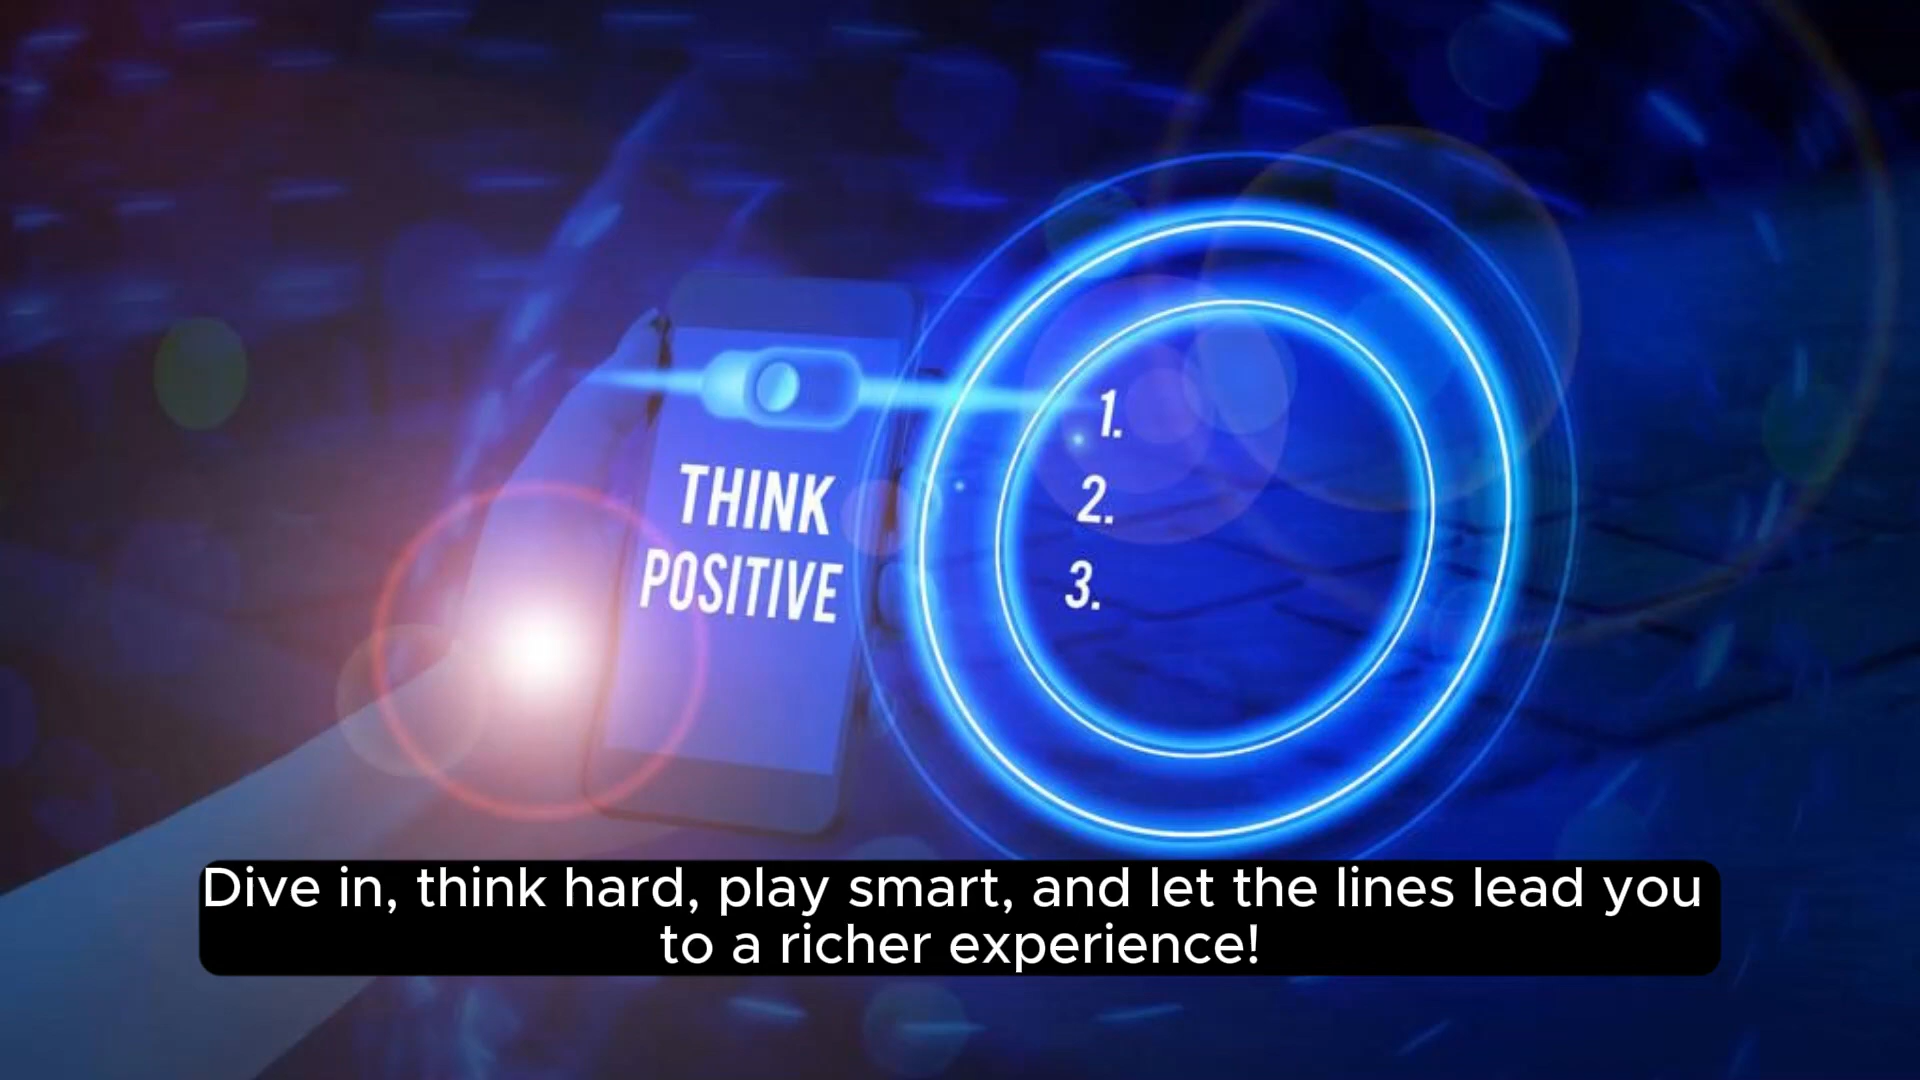 THINK
POSITIVE
1.
2.
3.
Dive in, think hard, play smart, and let the lines lead you
to a richer experience!